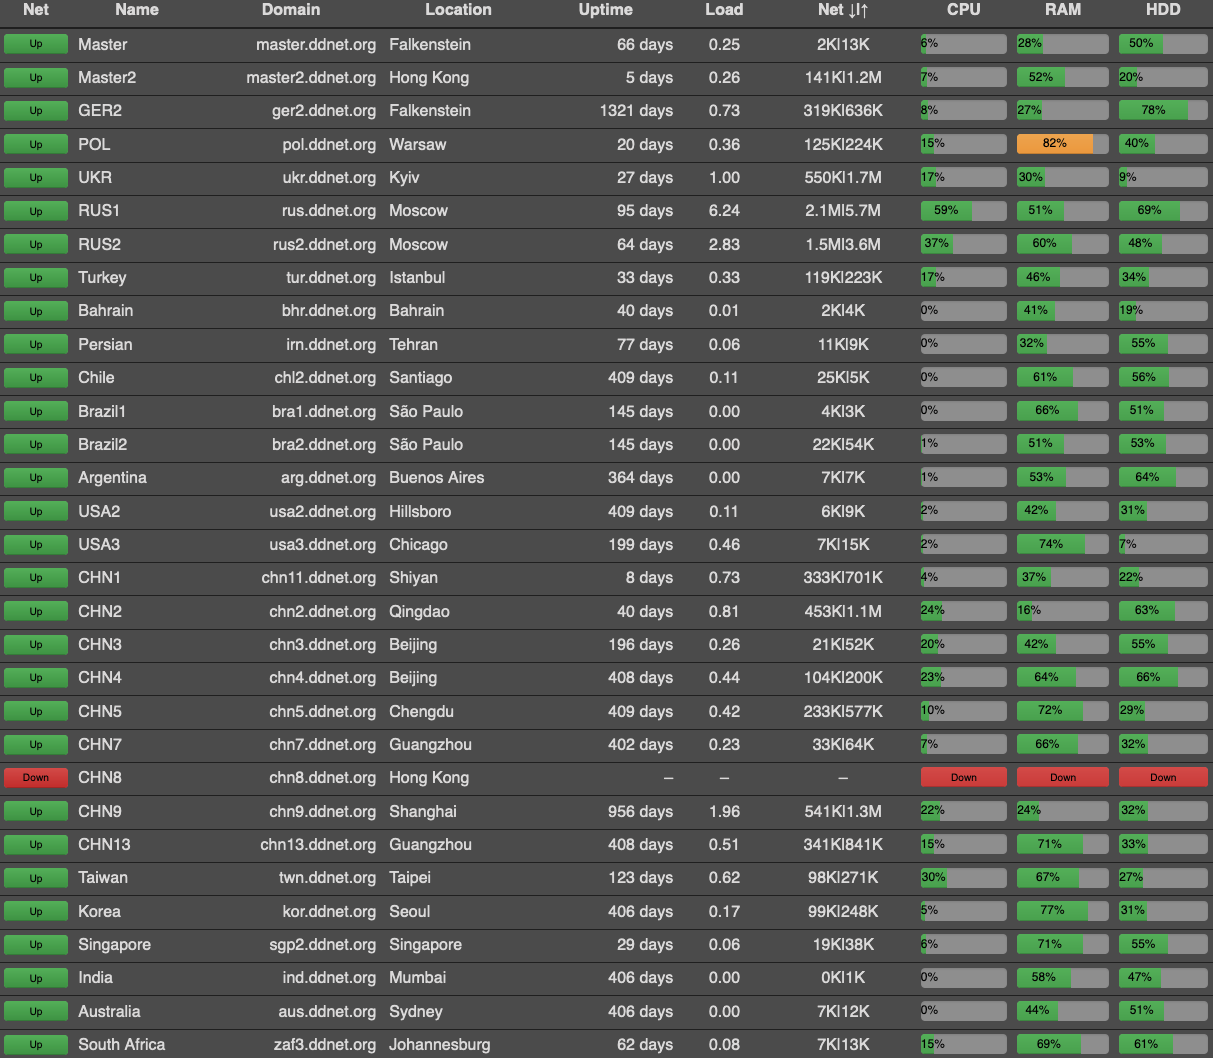 Net Name Domain Location Uptime Load Net ↓|↑ CPU RAM HDD
Up Master master.ddnet.org Falkenstein 66 days 0.25 2K|13K 6% 28% 50%
Up Master2 master2.ddnet.org Hong Kong 5 days 0.26 141K|1.2M 7% 52% 20%
Up GER2 ger2.ddnet.org Falkenstein 1321 days 0.73 319K|636K 8% 27% 78%
Up POL pol.ddnet.org Warsaw 20 days 0.36 125K|224K 15% 82% 40%
Up UKR ukr.ddnet.org Kyiv 27 days 1.00 550K|1.7M 17% 30% 9%
Up RUS1 rus.ddnet.org Moscow 95 days 6.24 2.1M|5.7M 59% 51% 69%
Up RUS2 rus2.ddnet.org Moscow 64 days 2.83 1.5M|3.6M 37% 60% 48%
Up Turkey tur.ddnet.org Istanbul 33 days 0.33 119K|223K 17% 46% 34%
Up Bahrain bhr.ddnet.org Bahrain 40 days 0.01 2K|4K 0% 41% 19%
Up Persian irn.ddnet.org Tehran 77 days 0.06 11K|9K 0% 32% 55%
Up Chile chl2.ddnet.org Santiago 409 days 0.11 25K|5K 0% 61% 56%
Up Brazil1 bra1.ddnet.org São Paulo 145 days 0.00 4K|3K 0% 66% 51%
Up Brazil2 bra2.ddnet.org São Paulo 145 days 0.00 22K|54K 1% 51% 53%
Up Argentina arg.ddnet.org Buenos Aires 364 days 0.00 7K|7K 1% 53% 64%
Up USA2 usa2.ddnet.org Hillsboro 409 days 0.11 6K|9K 2% 42% 31%
Up USA3 usa3.ddnet.org Chicago 199 days 0.46 7K|15K 2% 74% 7%
Up CHN1 chn11.ddnet.org Shiyan 8 days 0.73 333K|701K 4% 37% 22%
Up CHN2 chn2.ddnet.org Qingdao 40 days 0.81 453K|1.1M 24% 16% 63%
Up CHN3 chn3.ddnet.org Beijing 196 days 0.26 21K|52K 20% 42% 55%
Up CHN4 chn4.ddnet.org Beijing 408 days 0.44 104K|200K 23% 64% 66%
Up CHN5 chn5.ddnet.org Chengdu 409 days 0.42 233K|577K 10% 72% 29%
Up CHN7 chn7.ddnet.org Guangzhou 402 days 0.23 33K|64K 7% 66% 32%
Down CHN8 chn8.ddnet.org Hong Kong – – – Down Down Down
Up CHN9 chn9.ddnet.org Shanghai 956 days 1.96 541K|1.3M 22% 24% 32%
Up CHN13 chn13.ddnet.org Guangzhou 408 days 0.51 341K|841K 15% 71% 33%
Up Taiwan twn.ddnet.org Taipei 123 days 0.62 98K|271K 30% 67% 27%
Up Korea kor.ddnet.org Seoul 406 days 0.17 99K|248K 5% 77% 31%
Up Singapore sgp2.ddnet.org Singapore 29 days 0.06 19K|38K 6% 71% 55%
Up India ind.ddnet.org Mumbai 406 days 0.00 0K|1K 0% 58% 47%
Up Australia aus.ddnet.org Sydney 406 days 0.00 7K|12K 0% 44% 51%
Up South Africa zaf3.ddnet.org Johannesburg 62 days 0.08 7K|13K 15% 69% 61%